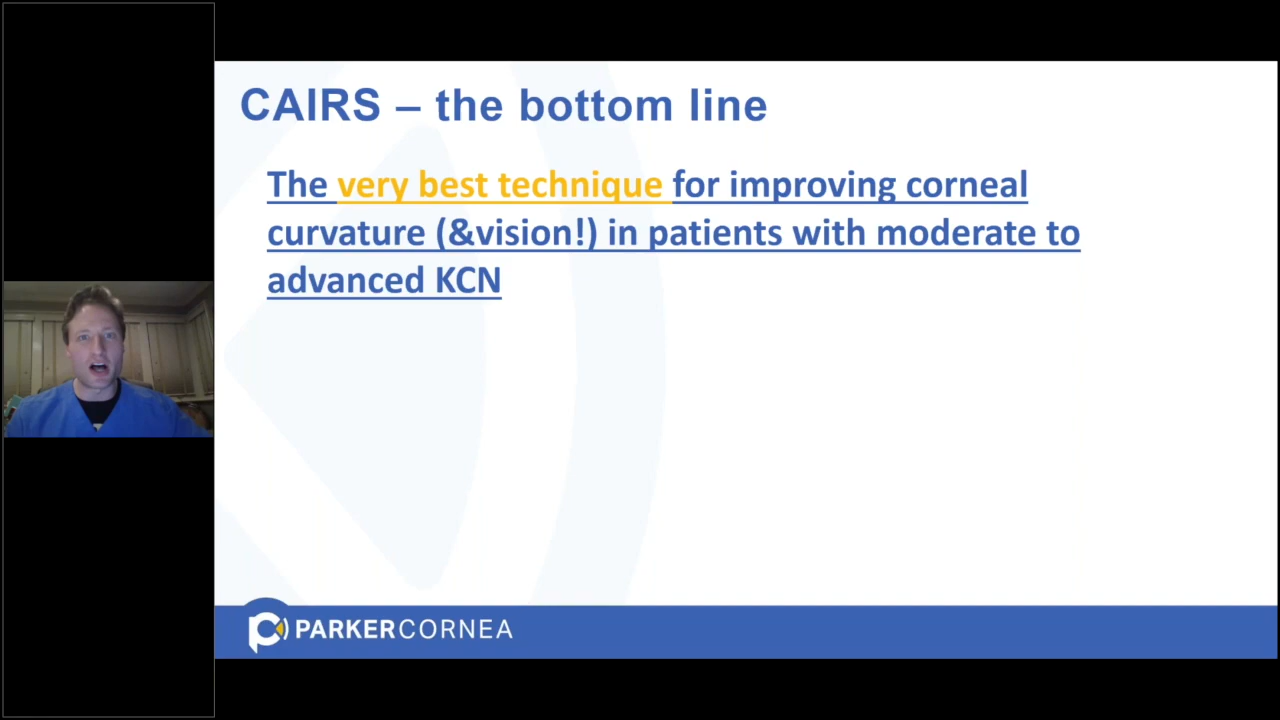 CAIRS – the bottom line
The very best technique for improving corneal
curvature (&vision!) in patients with moderate to
advanced KCN
PARKERCORNEA